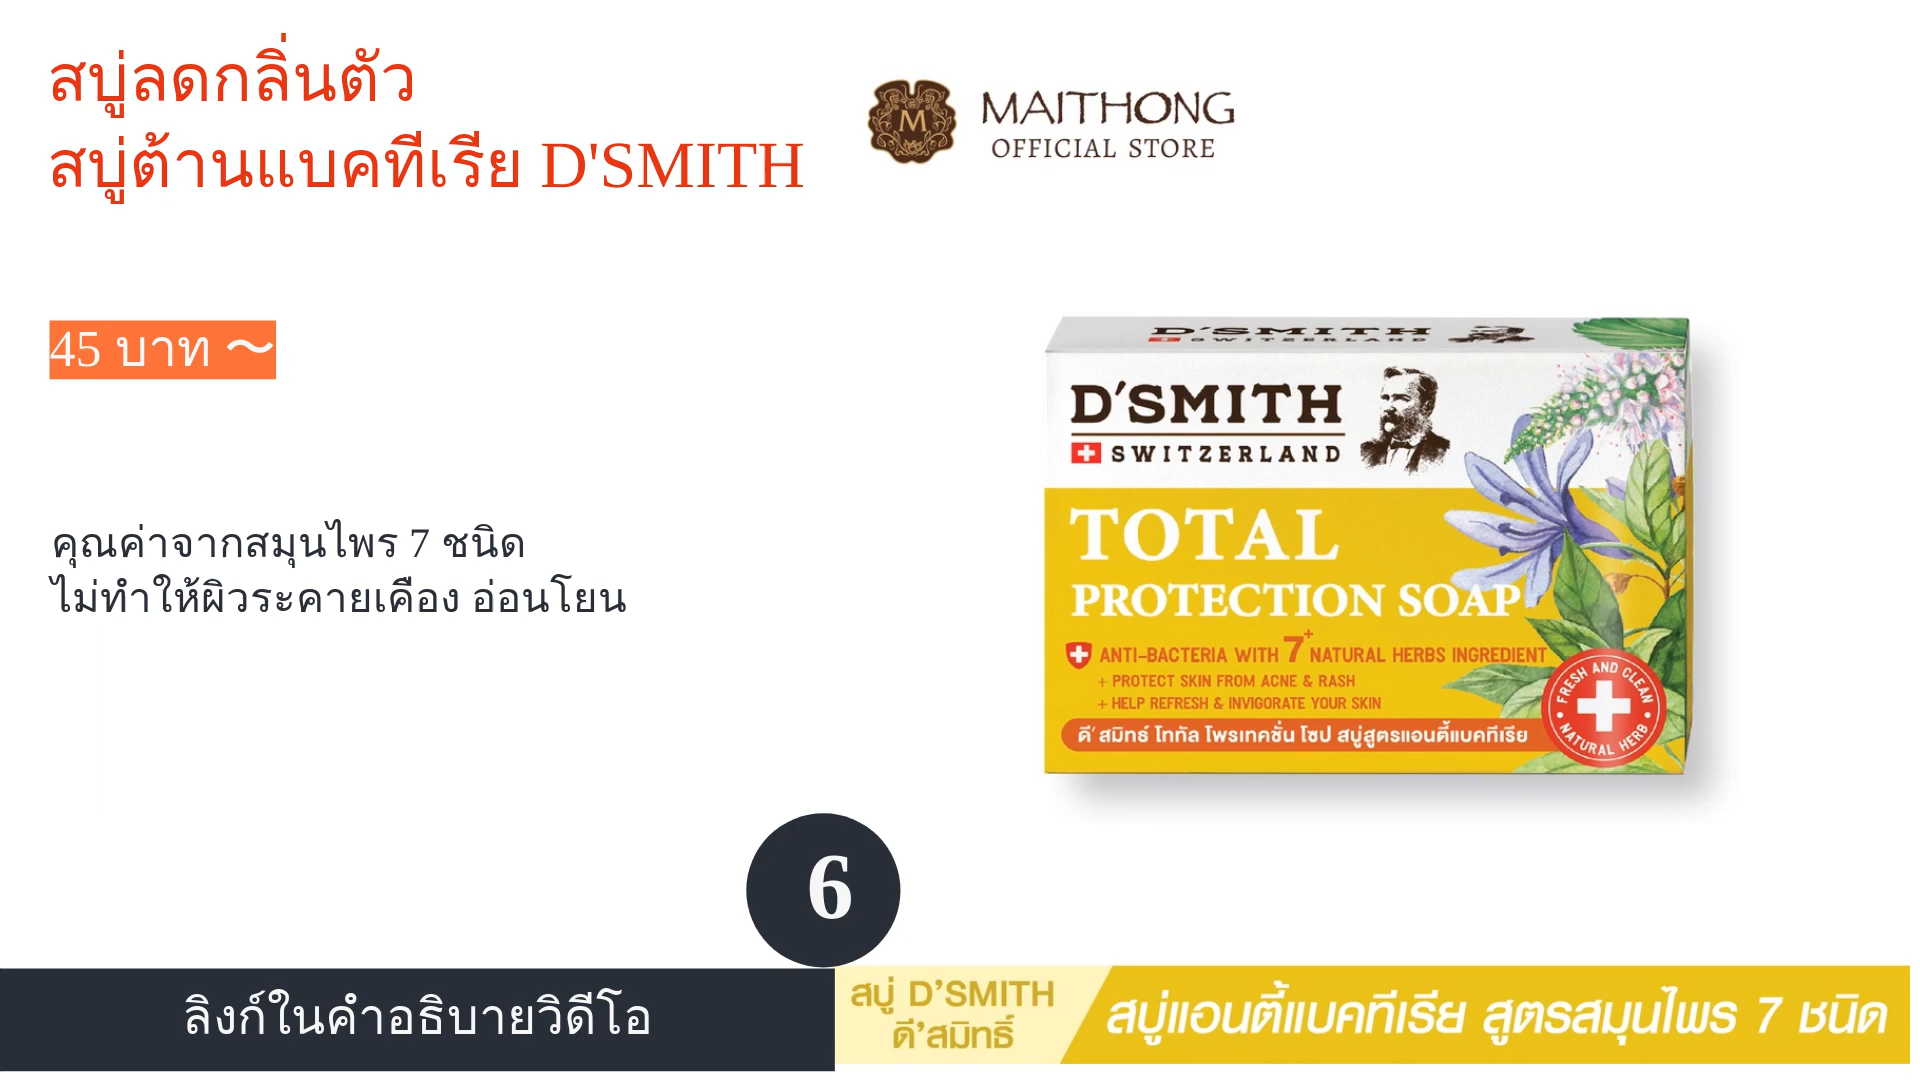 สบู่ลดกลิ่นตัว
สบู่ต้านแบคทีเรีย D'SMITH
M
MAITHONG
OFFICIAL STORE
45 บาท ～
คุณค่าจากสมุนไพร 7 ชนิด
ไม่ทำให้ผิวระคายเคือง อ่อนโยน
D'SMITH
SWITZERLAND
D'SMITH
SWITZERLAND
TOTAL
PROTECTION SOAP
ANTI-BACTERIA WITH 7+ NATURAL HERBS INGREDIENT
+ PROTECT SKIN FROM ACNE & RASH
+ HELP REFRESH & INVIGORATE YOUR SKIN
ดี' สมิทธ์ โททัล โพรเทคชั่น โซป สบู่สูตรแอนตี้แบคทีเรีย
FRESH AND CLEAN
NATURAL HERB
6
ลิงก์ในคำอธิบายวิดีโอ
สบู่ D'SMITH
ดี'สมิทธิ์
สบู่แอนตี้แบคทีเรีย สูตรสมุนไพร 7 ชนิด